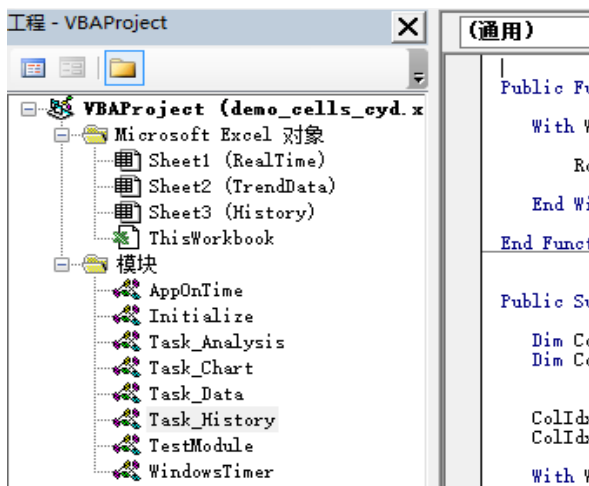 工程 - VBAProject
VBAProject (demo_cells_cyd.x
Microsoft Excel 对象
Sheet1 (RealTime)
Sheet2 (TrendData)
Sheet3 (History)
ThisWorkbook
模块
AppOnTime
Initialize
Task_Analysis
Task_Chart
Task_Data
Task_History
TestModule
WindowsTimer
(通用)
Public Fu
With W
Ro
End Wi
End Funct
Public Su
Dim Co
Dim Co
ColIdx
ColIdx
With W